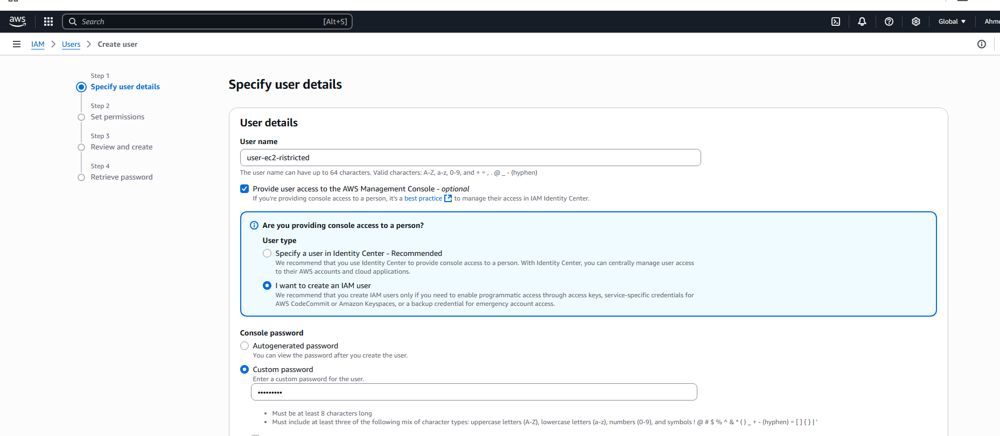 aws
Search [Alt+S]
Global
IAM > Users > Create user
Step 1
Specify user details
Step 2
Set permissions
Step 3
Review and create
Step 4
Retrieve password
Specify user details
User details
User name
user-ec2-ristricted
The user name can have up to 64 characters. Valid characters: A-Z, a-z, 0-9, and + = , . @ _ - (hyphen)
Provide user access to the AWS Management Console - optional
If you're providing console access to a person, it's a best practice to manage their access in IAM Identity Center.
Are you providing console access to a person?
User type
Specify a user in Identity Center - Recommended
We recommend that you use Identity Center to provide console access to a person. With Identity Center, you can centrally manage user access
to their AWS accounts and cloud applications.
I want to create an IAM user
We recommend that you create IAM users only if you need to enable programmatic access through access keys, service-specific credentials for
AWS CodeCommit or Amazon Keyspaces, or a backup credential for emergency account access.
Console password
Autogenerated password
You can view the password after you create the user.
Custom password
Enter a custom password for the user.
•••••••••
• Must be at least 8 characters long
• Must include at least three of the following mix of character types: uppercase letters (A-Z), lowercase letters (a-z), numbers (0-9), and symbols ! @ # $ % ^ & * ( ) _ + - (hyphen) = [ ] { } | '